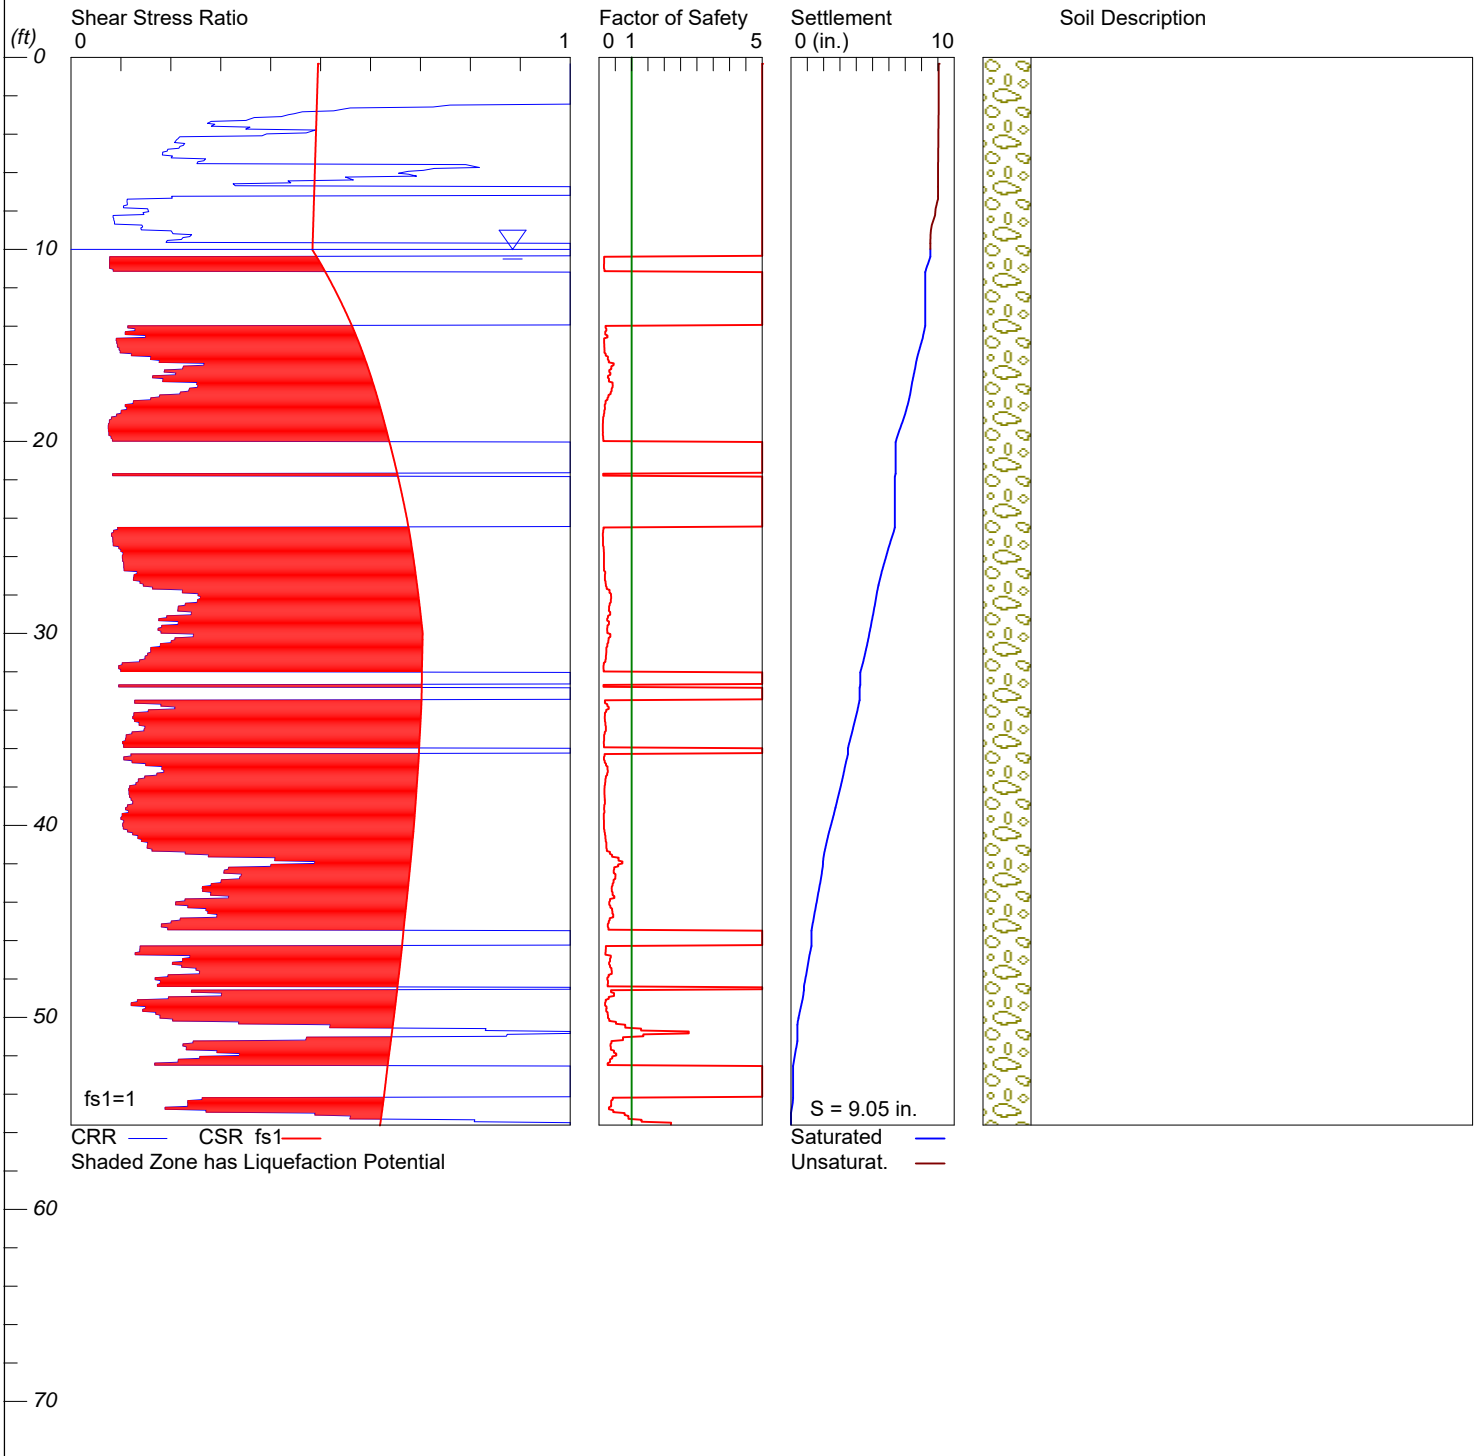 Shear Stress Ratio Factor of Safety Settlement Soil Description
(ft) 0 1 0 1 5 0 (in.) 10
0
10
20
30
40
50
fs1=1 S = 9.05 in.
CRR CSR fs1 Saturated
Shaded Zone has Liquefaction Potential Unsaturat.
60
70